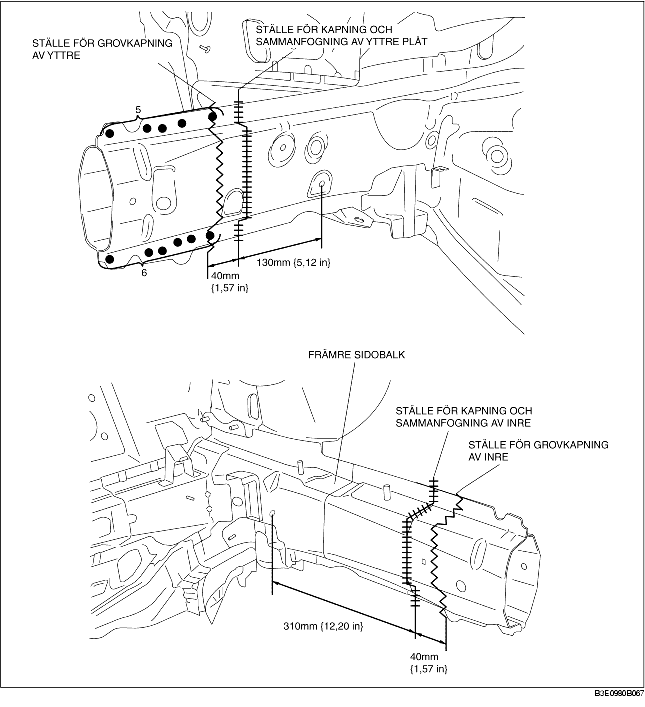 STÄLLE FÖR KAPNING OCH
SAMMANFOGNING AV YTTRE PLÅT
STÄLLE FÖR GROVKAPNING
AV YTTRE
5
6
130mm {5,12 in}
40mm
{1,57 in}
FRÄMRE SIDOBALK
STÄLLE FÖR KAPNING OCH
SAMMANFOGNING AV INRE
STÄLLE FÖR GROVKAPNING
AV INRE
310mm {12,20 in}
40mm
{1,57 in}
B3E0980B067